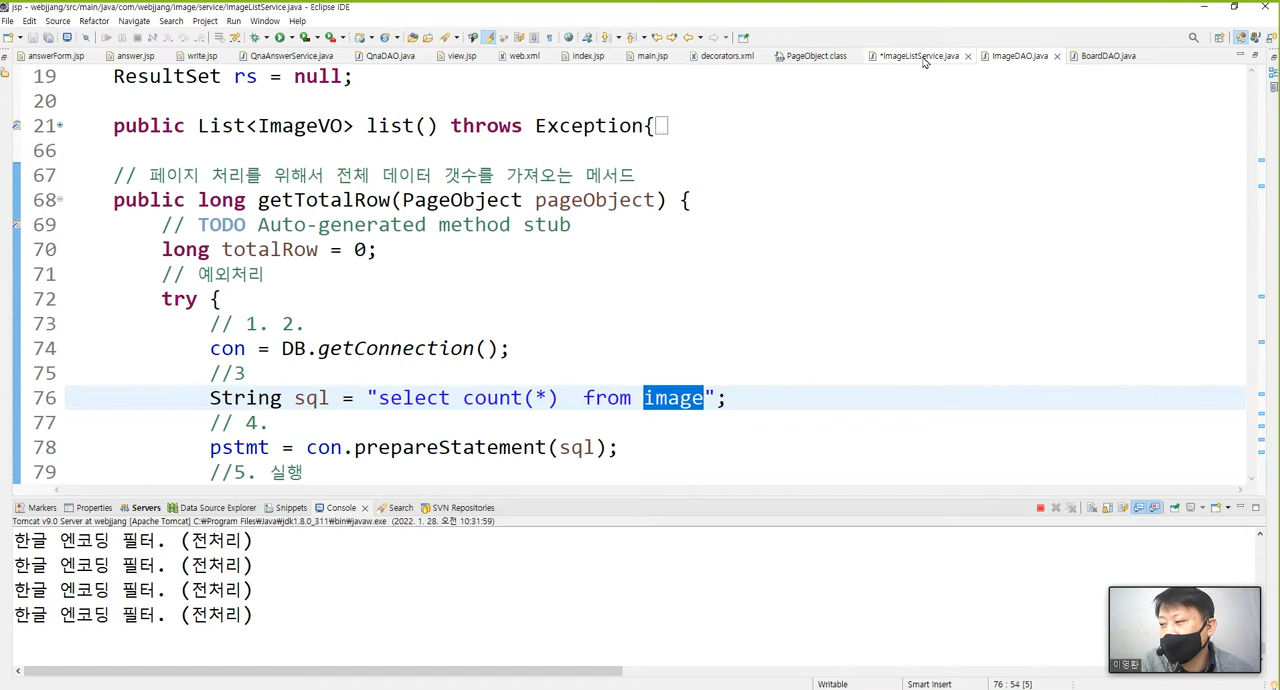 jsp - webjjang/src/main/java/com/webjjang/image/service/ImageListService.java - Eclipse IDE
File Edit Source Refactor Navigate Search Project Run Window Help
answerForm.jsp answer.jsp write.jsp QnaAnswerService.java QnaDAO.java view.jsp web.xml index.jsp main.jsp decorators.xml PageObject.class *ImageListService.java ImageDAO.java BoardDAO.java
19 ResultSet rs = null;
20
21 public List<ImageVO> list() throws Exception{
66
67 // 페이지 처리를 위해서 전체 데이터 갯수를 가져오는 메서드
68 public long getTotalRow(PageObject pageObject) {
69 // TODO Auto-generated method stub
70 long totalRow = 0;
71 // 예외처리
72 try {
73 // 1. 2.
74 con = DB.getConnection();
75 //3
76 String sql = "select count(*)  from image";
77 // 4.
78 pstmt = con.prepareStatement(sql);
79 //5. 실행
Markers Properties Servers Data Source Explorer Snippets Console Search SVN Repositories
Tomcat v9.0 Server at webjjang [Apache Tomcat] C:₩Program Files₩Java₩jdk1.8.0_311₩bin₩javaw.exe (2022. 1. 28. 오전 10:31:59)
한글 엔코딩 필터. (전처리)
한글 엔코딩 필터. (전처리)
한글 엔코딩 필터. (전처리)
한글 엔코딩 필터. (전처리)
이영환
Writable Smart Insert 76 : 54 [5]